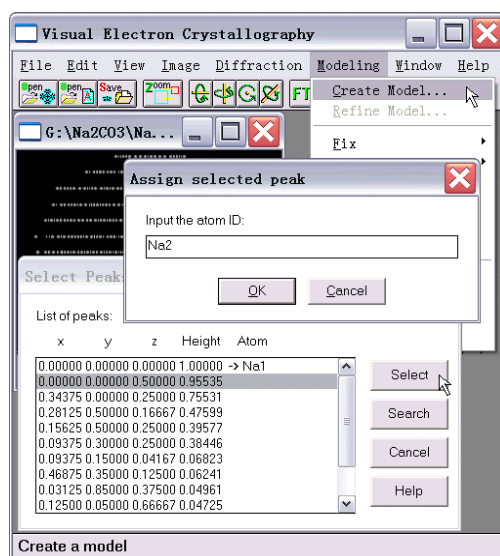 Visual Electron Crystallography
File Edit View Image Diffraction Modeling Window Help
Open Open Save Zoom FT
Create Model...
Refine Model...
Fix
G:\Na2CO3\Na...
Assign selected peak
Input the atom ID:
Na2
OK Cancel
Select Peak
List of peaks:
x y z Height Atom
0.00000 0.00000 0.00000 1.00000 -> Na1
0.00000 0.00000 0.50000 0.95535
0.34375 0.00000 0.25000 0.75531
0.28125 0.50000 0.16667 0.47599
0.15625 0.50000 0.25000 0.39577
0.09375 0.30000 0.25000 0.38446
0.09375 0.15000 0.04167 0.06823
0.46875 0.35000 0.12500 0.06241
0.03125 0.85000 0.37500 0.04961
0.12500 0.05000 0.66667 0.04725
Select
Search
Cancel
Help
Create a model